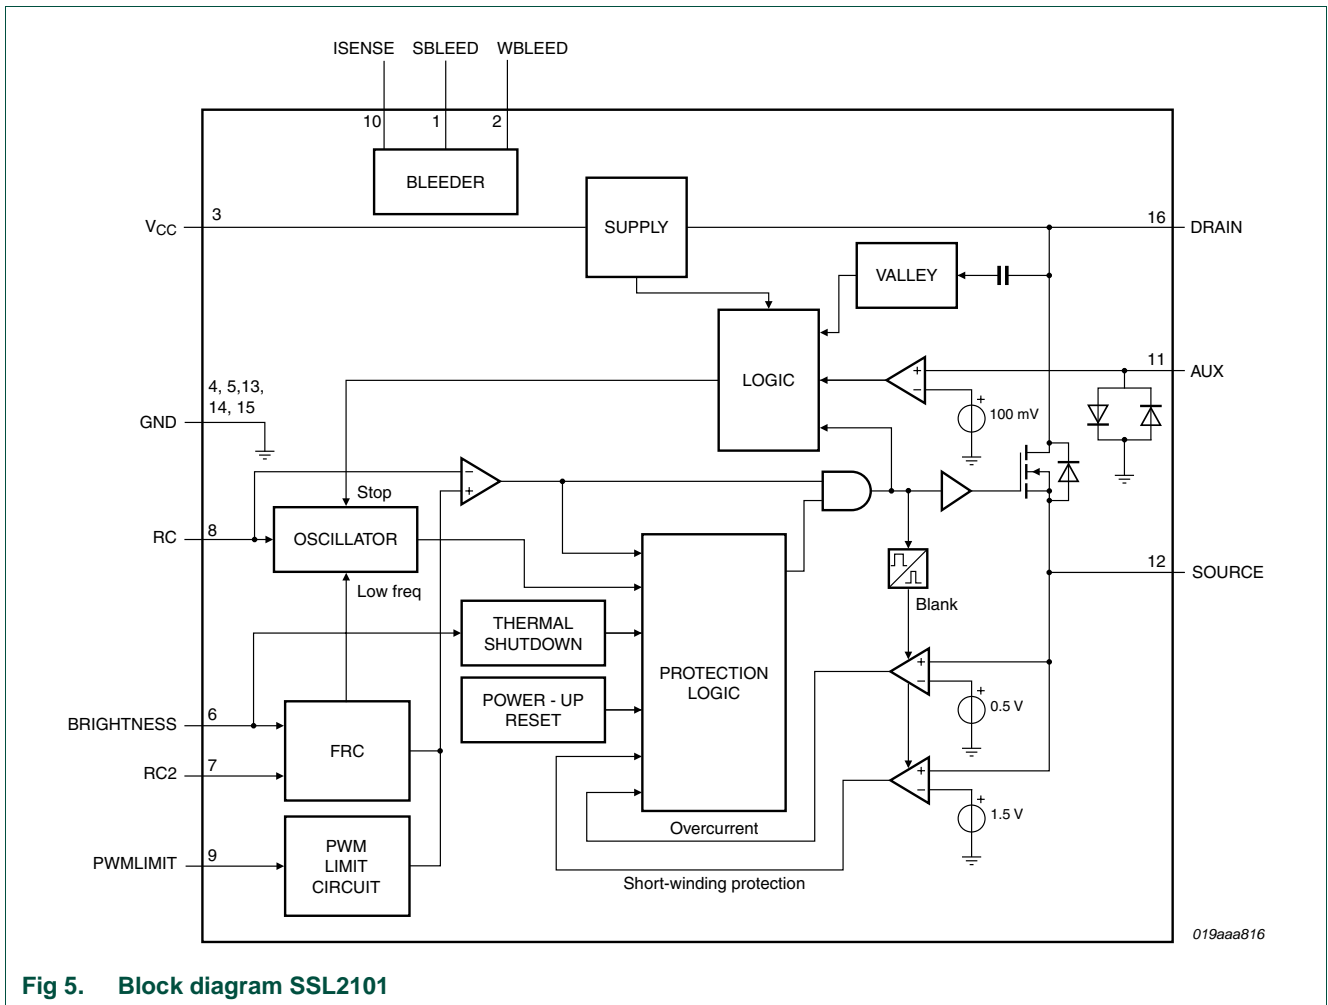 ISENSE SBLEED WBLEED
10 1 2
BLEEDER
VCC 3 SUPPLY 16 DRAIN
VALLEY
11 AUX
LOGIC + −
+
100 mV
4, 5,13,
14, 15
GND
− +
Stop
RC 8 OSCILLATOR
Low freq
12 SOURCE
Blank
THERMAL
SHUTDOWN
PROTECTION
LOGIC
+ −
+
0.5 V
POWER - UP
RESET
BRIGHTNESS 6
FRC
RC2 7
+ −
+
1.5 V
Overcurrent
PWM
LIMIT
CIRCUIT
PWMLIMIT 9
Short-winding protection
019aaa816
Fig 5. Block diagram SSL2101